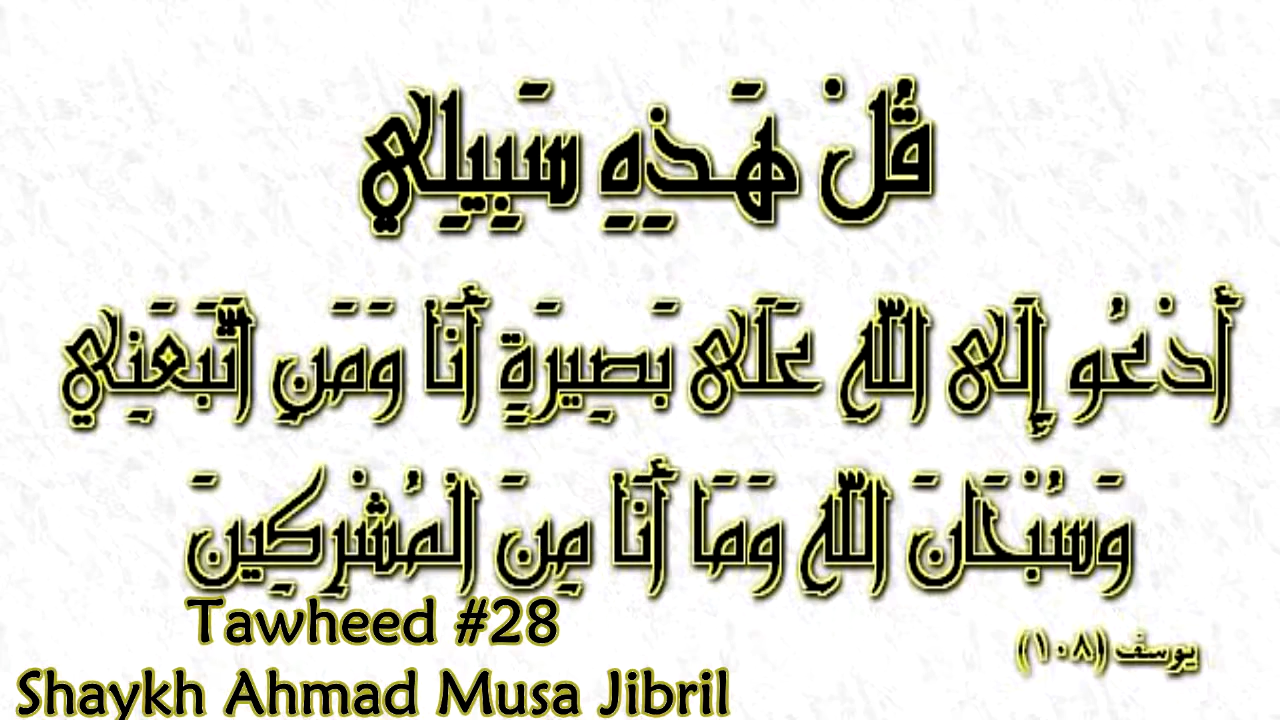 قُلْ هَذِهِ سَبِيلِي
أَدْعُو إِلَى اللّهِ عَلَى بَصِيرَةٍ أَنَا وَمَنِ اتَّبَعَنِي
وَسُبْحَانَ اللّهِ وَمَا أَنَا مِنَ الْمُشْرِكِينَ
يوسف (١٠٨)
Tawheed #28
Shaykh Ahmad Musa Jibril